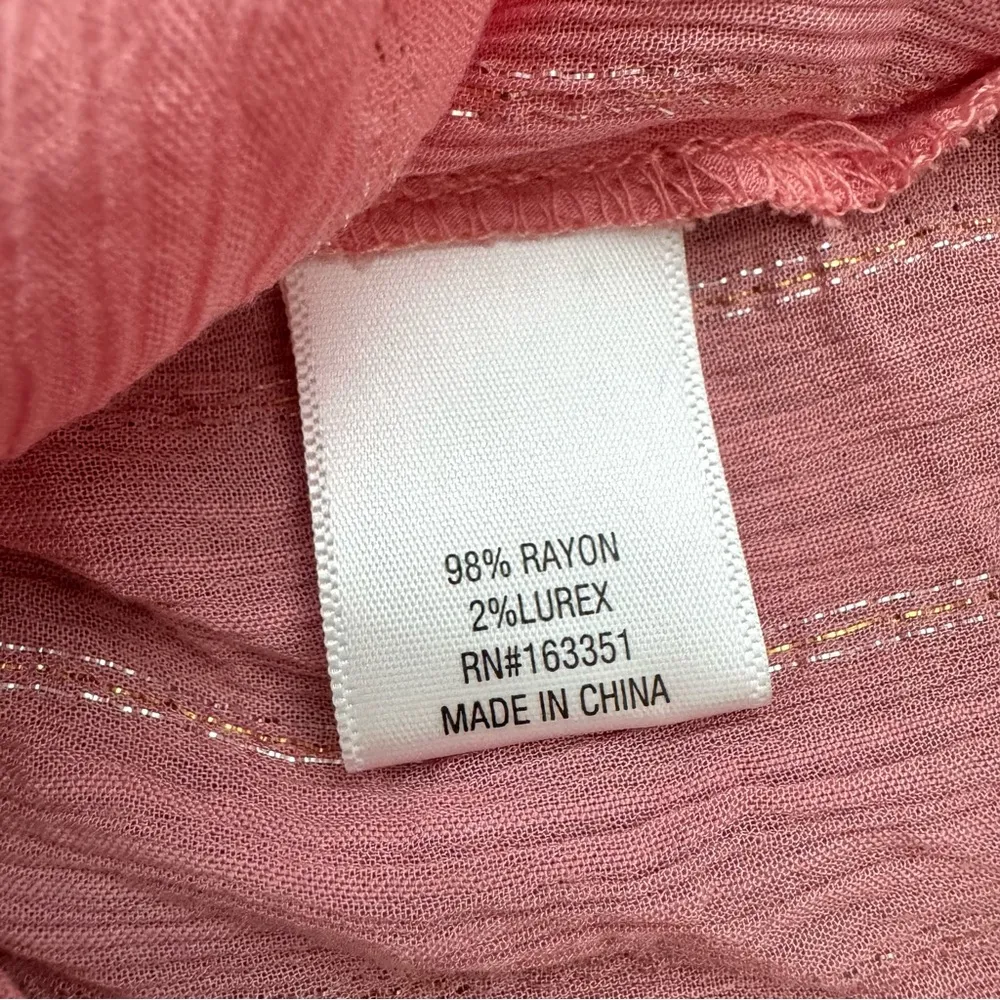 98% RAYON
2%LUREX
RN#163351
MADE IN CHINA